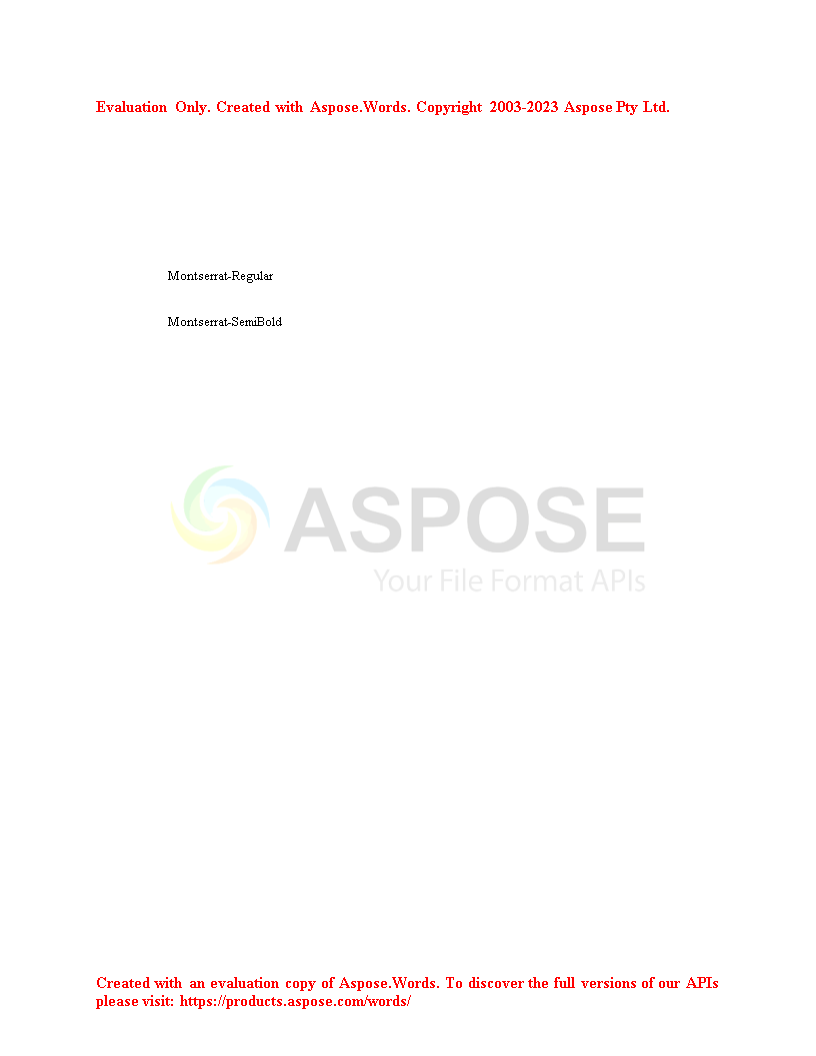 Evaluation Only. Created with Aspose.Words. Copyright 2003-2023 Aspose Pty Ltd.
Montserrat-Regular
Montserrat-SemiBold
ASPOSE
Your File Format APIs
Created with an evaluation copy of Aspose.Words. To discover the full versions of our APIs
please visit: https://products.aspose.com/words/